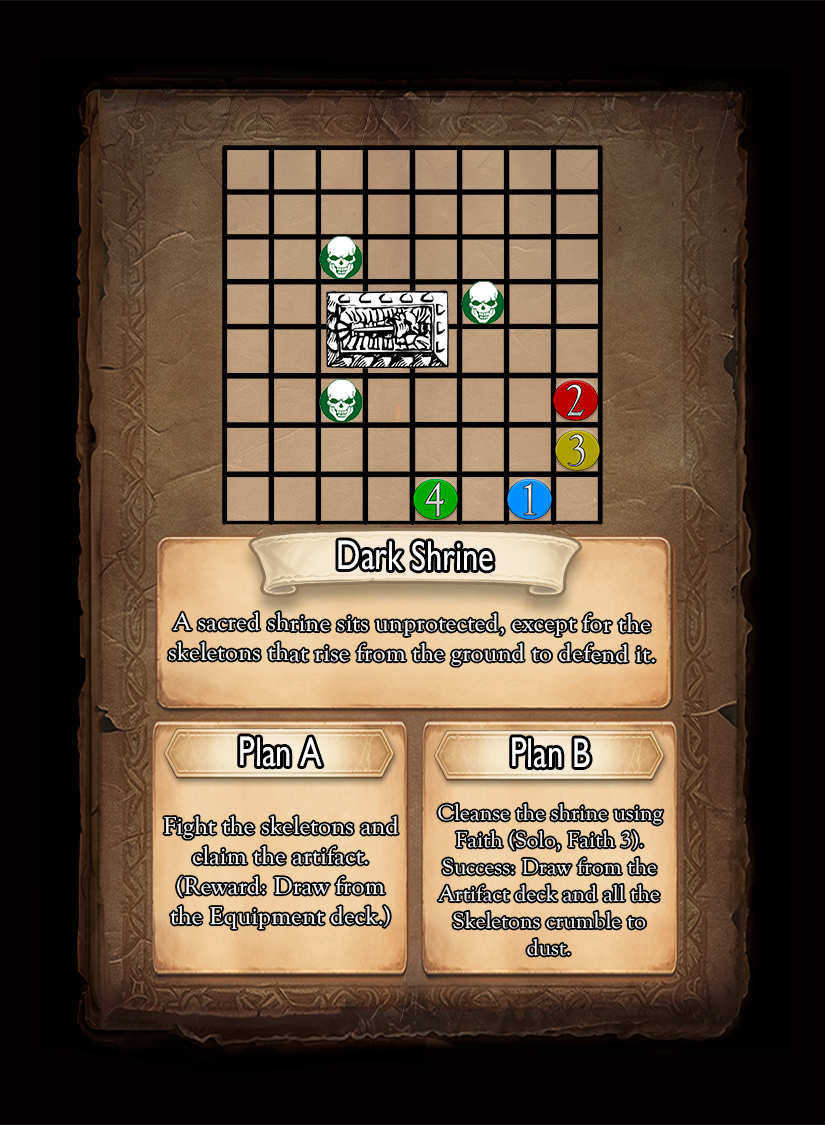 2
3
4 1
Dark Shrine
A sacred shrine sits unprotected, except for the
skeletons that rise from the ground to defend it.
Plan A
Fight the skeletons and
claim the artifact.
(Reward: Draw from
the Equipment deck.)
Plan B
Cleanse the shrine using
Faith (Solo, Faith 3).
Success: Draw from the
Artifact deck and all the
Skeletons crumble to
dust.